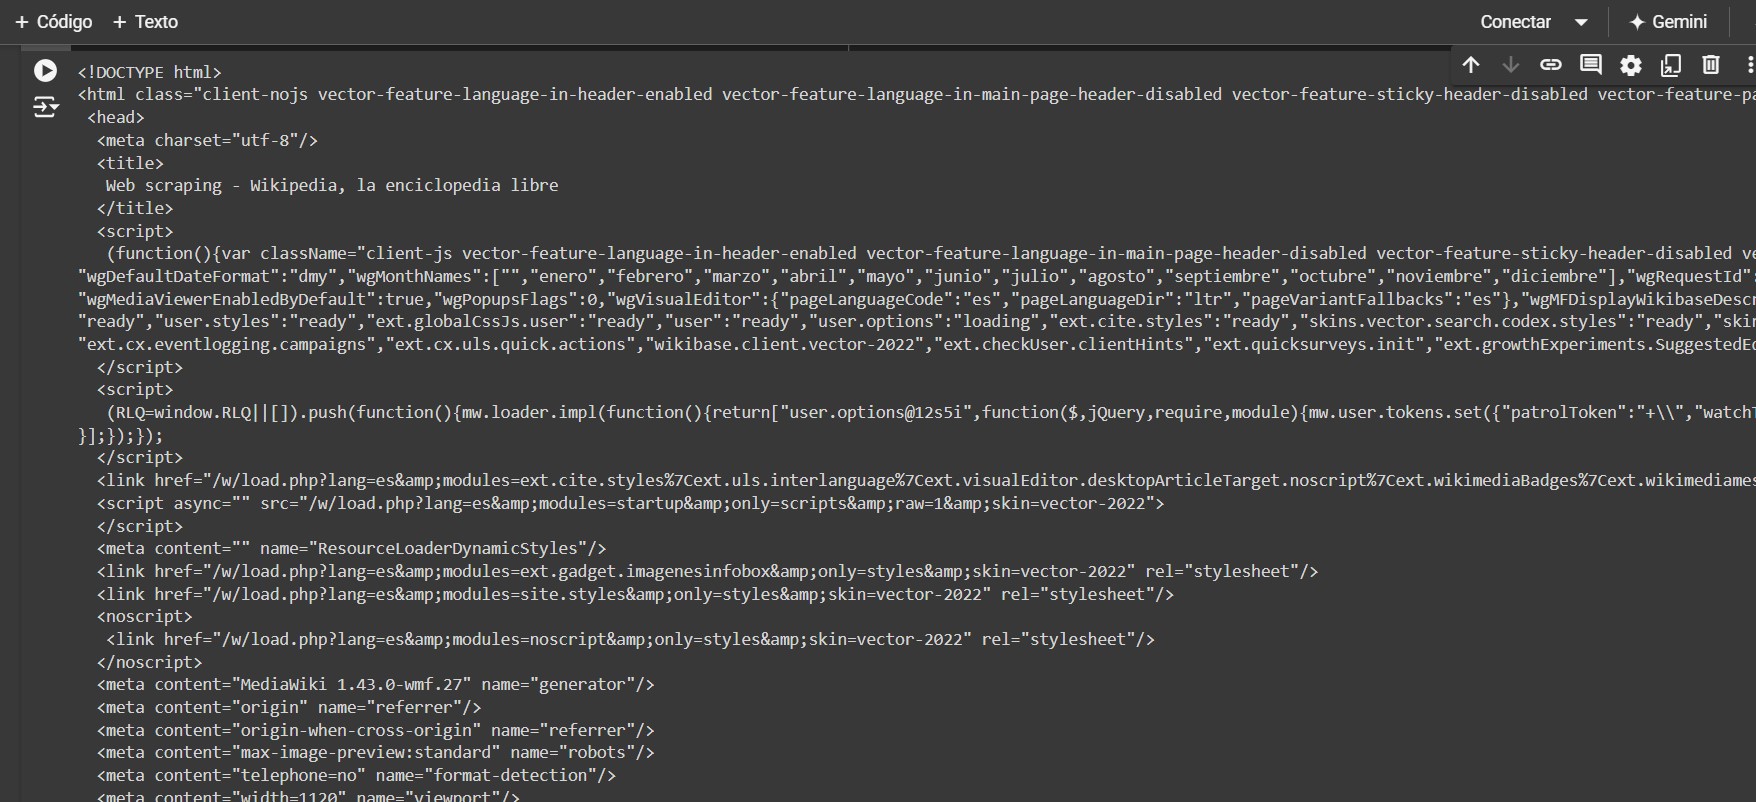 + Código + Texto Conectar Gemini
<!DOCTYPE html>
<html class="client-nojs vector-feature-language-in-header-enabled vector-feature-language-in-main-page-header-disabled vector-feature-sticky-header-disabled vector-feature-pa
<head>
<meta charset="utf-8"/>
<title>
Web scraping - Wikipedia, la enciclopedia libre
</title>
<script>
(function(){var className="client-js vector-feature-language-in-header-enabled vector-feature-language-in-main-page-header-disabled vector-feature-sticky-header-disabled ve
"wgDefaultDateFormat":"dmy","wgMonthNames":["","enero","febrero","marzo","abril","mayo","junio","julio","agosto","septiembre","octubre","noviembre","diciembre"],"wgRequestId":
"wgMediaViewerEnabledByDefault":true,"wgPopupsFlags":0,"wgVisualEditor":{"pageLanguageCode":"es","pageLanguageDir":"ltr","pageVariantFallbacks":"es"},"wgMFDisplayWikibaseDescr
"ready","user.styles":"ready","ext.globalCssJs.user":"ready","user":"ready","user.options":"loading","ext.cite.styles":"ready","skins.vector.search.codex.styles":"ready","skin
"ext.cx.eventlogging.campaigns","ext.cx.uls.quick.actions","wikibase.client.vector-2022","ext.checkUser.clientHints","ext.quicksurveys.init","ext.growthExperiments.SuggestedEd
</script>
<script>
(RLQ=window.RLQ||[]).push(function(){mw.loader.impl(function(){return["user.options@12s5i",function($,jQuery,require,module){mw.user.tokens.set({"patrolToken":"+\\","watchT
}];});});
</script>
<link href="/w/load.php?lang=es&amp;modules=ext.cite.styles%7Cext.uls.interlanguage%7Cext.visualEditor.desktopArticleTarget.noscript%7Cext.wikimediaBadges%7Cext.wikimediames
<script async="" src="/w/load.php?lang=es&amp;modules=startup&amp;only=scripts&amp;raw=1&amp;skin=vector-2022">
</script>
<meta content="" name="ResourceLoaderDynamicStyles"/>
<link href="/w/load.php?lang=es&amp;modules=ext.gadget.imagenesinfobox&amp;only=styles&amp;skin=vector-2022" rel="stylesheet"/>
<link href="/w/load.php?lang=es&amp;modules=site.styles&amp;only=styles&amp;skin=vector-2022" rel="stylesheet"/>
<noscript>
<link href="/w/load.php?lang=es&amp;modules=noscript&amp;only=styles&amp;skin=vector-2022" rel="stylesheet"/>
</noscript>
<meta content="MediaWiki 1.43.0-wmf.27" name="generator"/>
<meta content="origin" name="referrer"/>
<meta content="origin-when-cross-origin" name="referrer"/>
<meta content="max-image-preview:standard" name="robots"/>
<meta content="telephone=no" name="format-detection"/>
<meta content="width=1120" name="viewport"/>